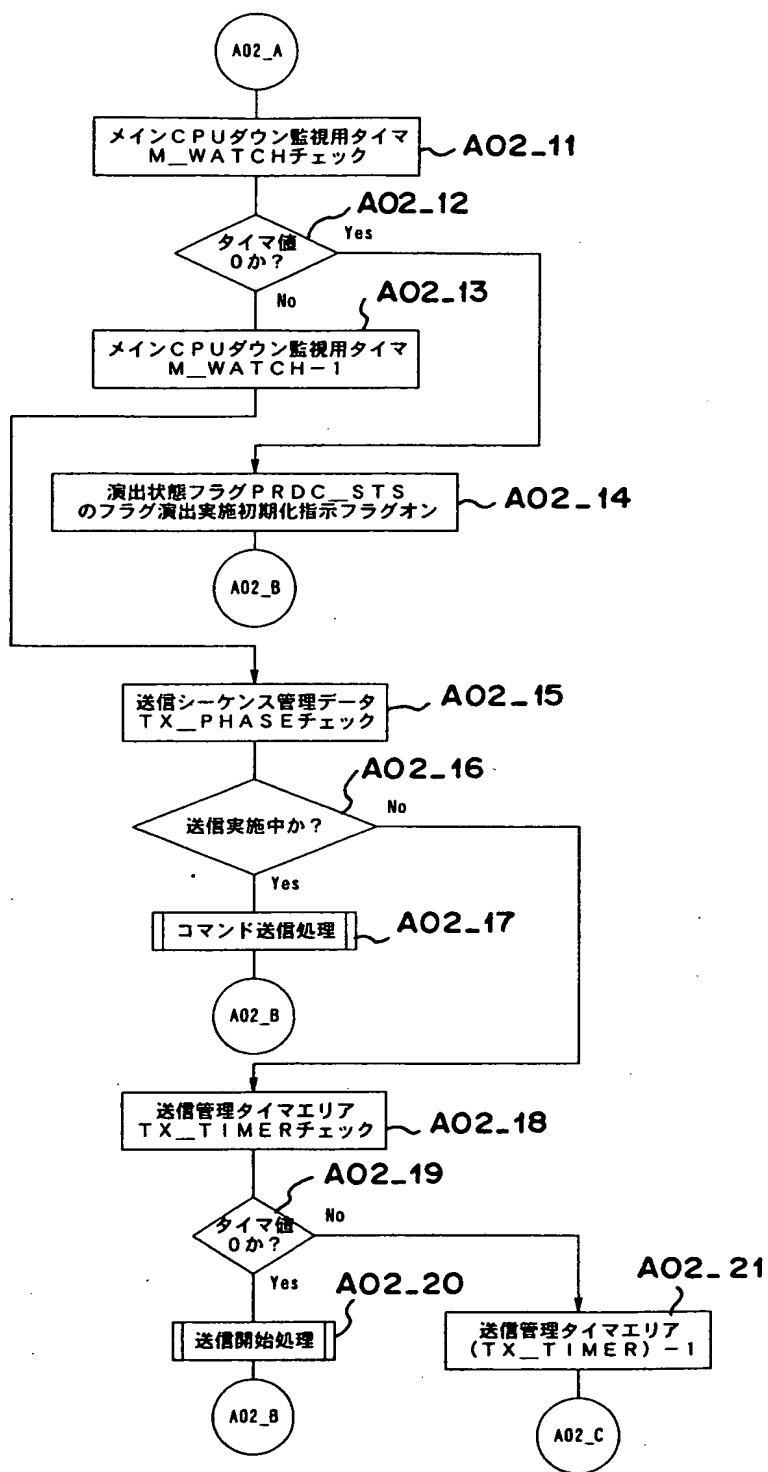 A02_A
メインCPUダウン監視用タイマ
M_WATCHチェック
A02_11
A02_12
タイマ値
0か?
Yes
No
A02_13
メインCPUダウン監視用タイマ
M_WATCH-1
演出状態フラグPRDC_STS
のフラグ演出実施初期化指示フラグオン
A02_14
A02_B
送信シーケンス管理データ
TX_PHASEチェック
A02_15
A02_16
送信実施中か?
No
Yes
コマンド送信処理
A02_17
A02_B
送信管理タイマエリア
TX_TIMERチェック
A02_18
A02_19
タイマ値
0か?
No
Yes
A02_20
A02_21
送信開始処理
送信管理タイマエリア
(TX_TIMER)-1
A02_B
A02_C